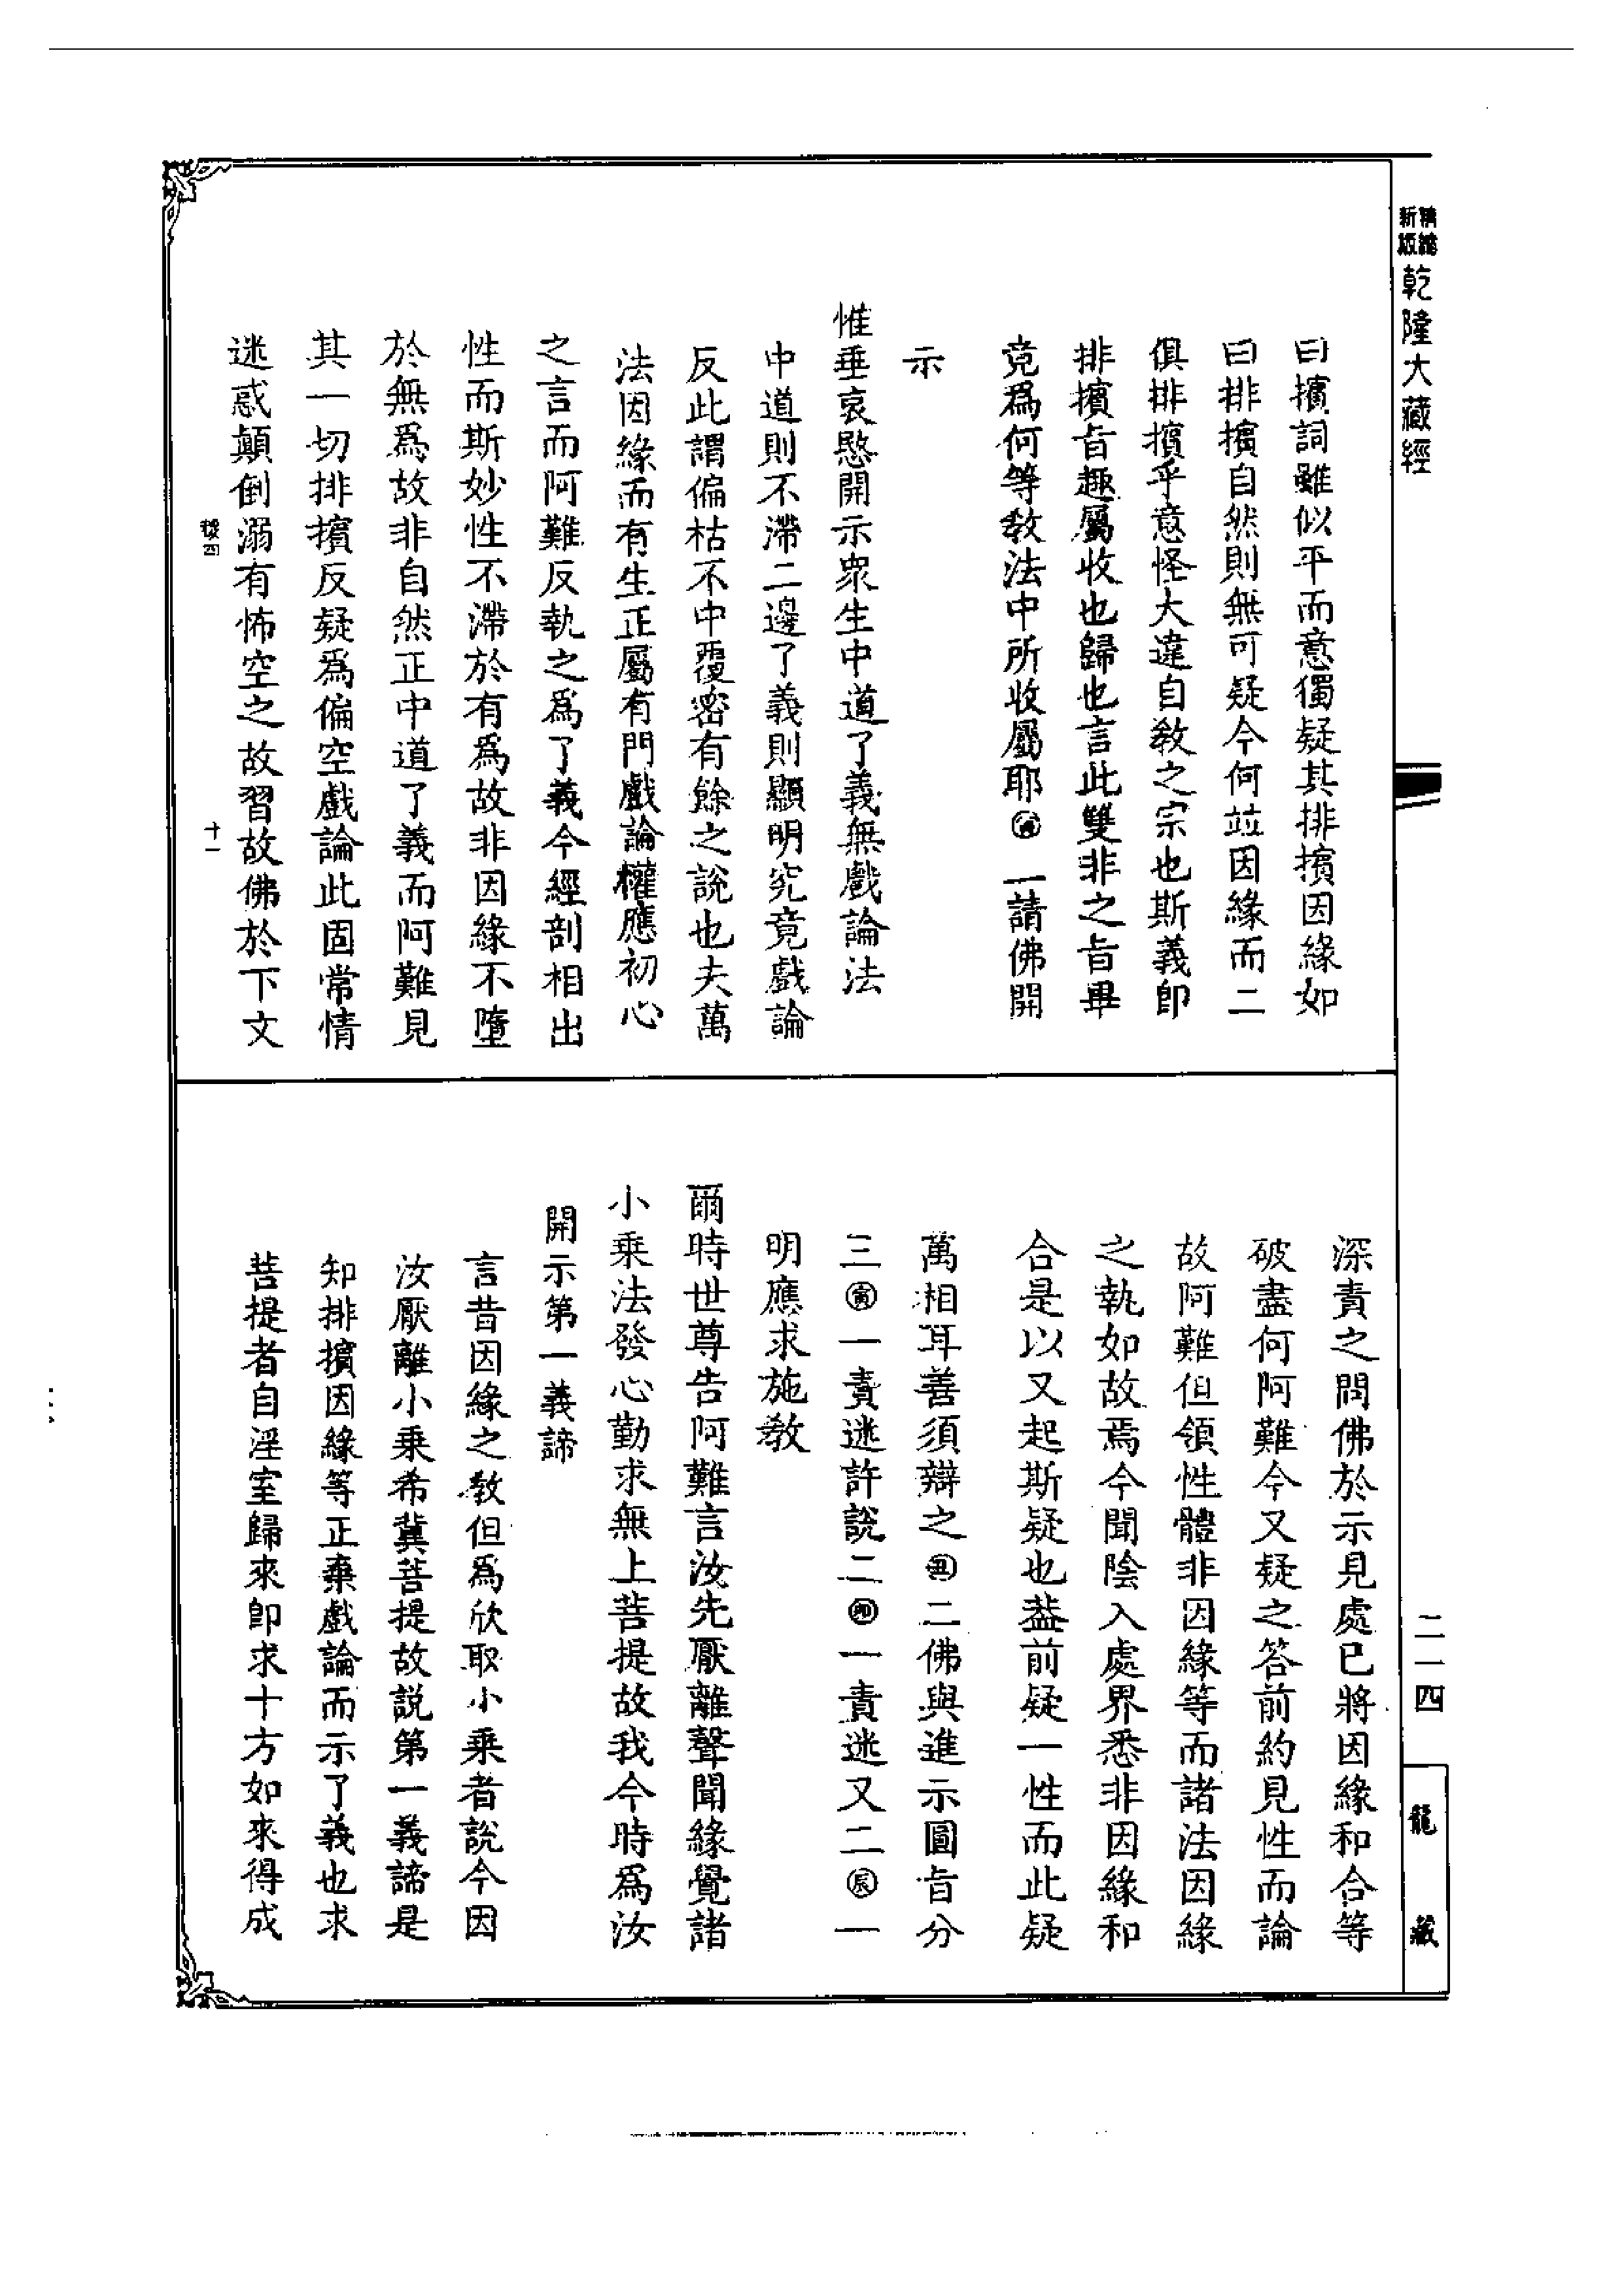 精縮
新版
乾隆大藏經
曰擯詞雖似平而意獨疑其排擯因緣如
曰排擯自然則無可疑今何竝因緣而二
俱排擯乎意怪大違自敎之宗也斯義卽
排擯旨趣屬收也歸也言此雙非之旨畢
竟爲何等敎法中所收屬耶㊢一請佛開
示
惟垂哀愍開示衆生中道了義無戲論法
中道則不滯二邊了義則顯明究竟戲論
反此謂偏枯不中覆密有餘之說也夫萬
法因緣而有生正屬有門戲論權應初心
之言而阿難反執之爲了義今經剖相出
性而斯妙性不滯於有爲故非因緣不墮
於無爲故非自然正中道了義而阿難見
其一切排擯反疑爲偏空戲論此固常情
迷惑顛倒溺有怖空之故習故佛於下文
十一
深責之問佛於示見處已將因緣和合等
破盡何阿難今又疑之答前約見性而論
故阿難但領性體非因緣等而諸法因緣
之執如故焉今聞陰入處界悉非因緣和
合是以又起斯疑也葢前疑一性而此疑
萬相耳善須辯之㊄二佛與進示圓旨分
三寅一責迷許說二卯一責迷又二辰一
明應求施敎
爾時世尊告阿難言汝先厭離聲聞緣覺諸
小乘法發心勤求無上菩提故我今時爲汝
開示第一義諦
言昔因緣之敎但爲欣取小乘者說今因
汝厭離小乘希冀菩提故說第一義諦是
知排擯因緣等正棄戲論而示了義也求
菩提者自淫室歸來卽求十方如來得成
二一四
龍藏